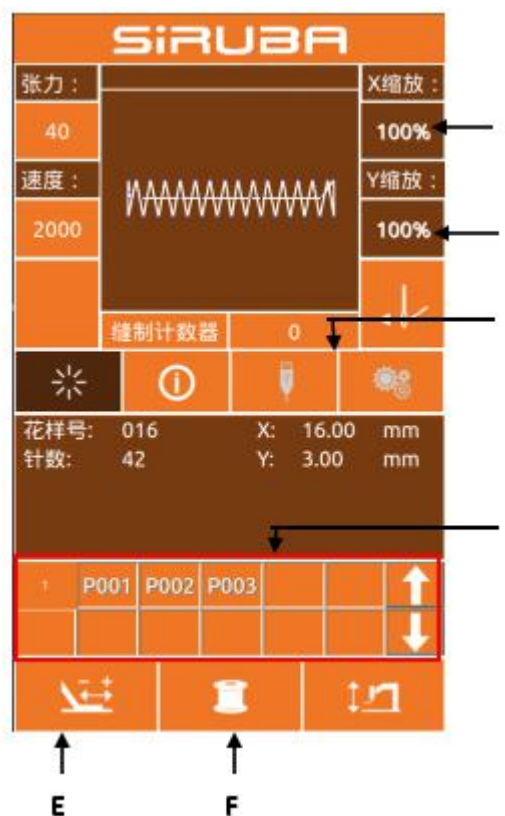 SiRUBA
张力：
X缩放：
40
100%
速度：
Y缩放：
2000
100%
缝制计数器 0
花样号: 016 X: 16.00 mm
针数: 42 Y: 3.00 mm
1 P001 P002 P003
E F